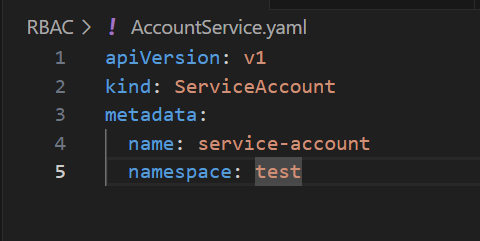 RBAC > ! AccountService.yaml
1 apiVersion: v1
2 kind: ServiceAccount
3 metadata:
4 name: service-account
5 namespace: test